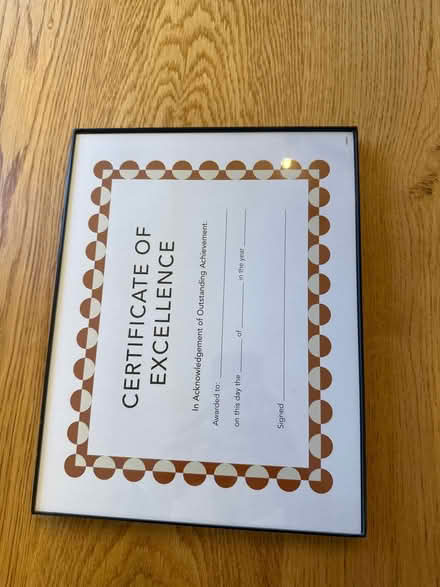 CERTIFICATE OF
EXCELLENCE
In Acknowledgement of Outstanding Achievement.
Awarded to:
on this day the of in the year
Signed